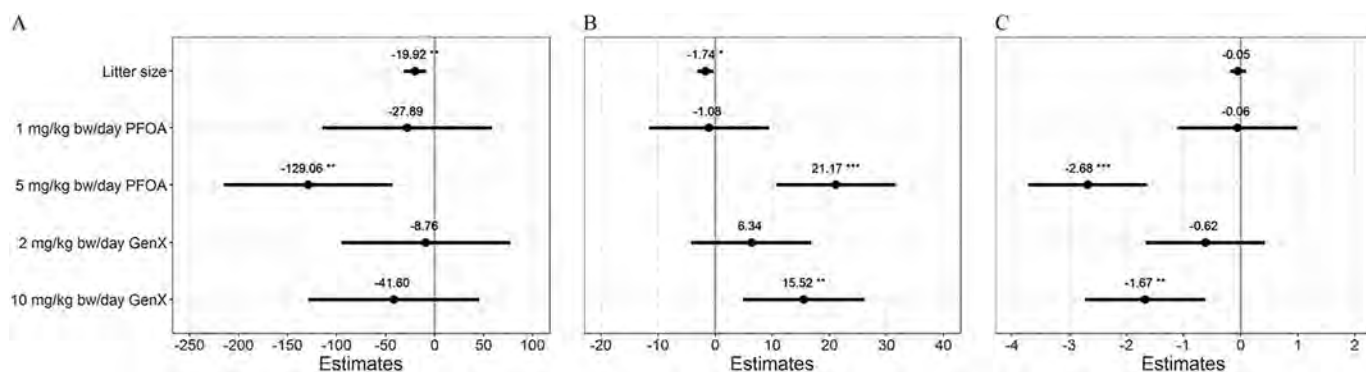 A
B
C
Litter size
1 mg/kg bw/day PFOA
5 mg/kg bw/day PFOA
2 mg/kg bw/day GenX
10 mg/kg bw/day GenX
-19.92 **
-27.89
-129.06 **
-8.76
-41.60
-250 -200 -150 -100 -50 0 50 100
Estimates
-1.74 *
-1.08
21.17 ***
6.34
15.52 **
-20 -10 0 10 20 30 40
Estimates
-0.05
-0.06
-2.68 ***
-0.62
-1.67 **
-4 -3 -2 -1 0 1 2
Estimates